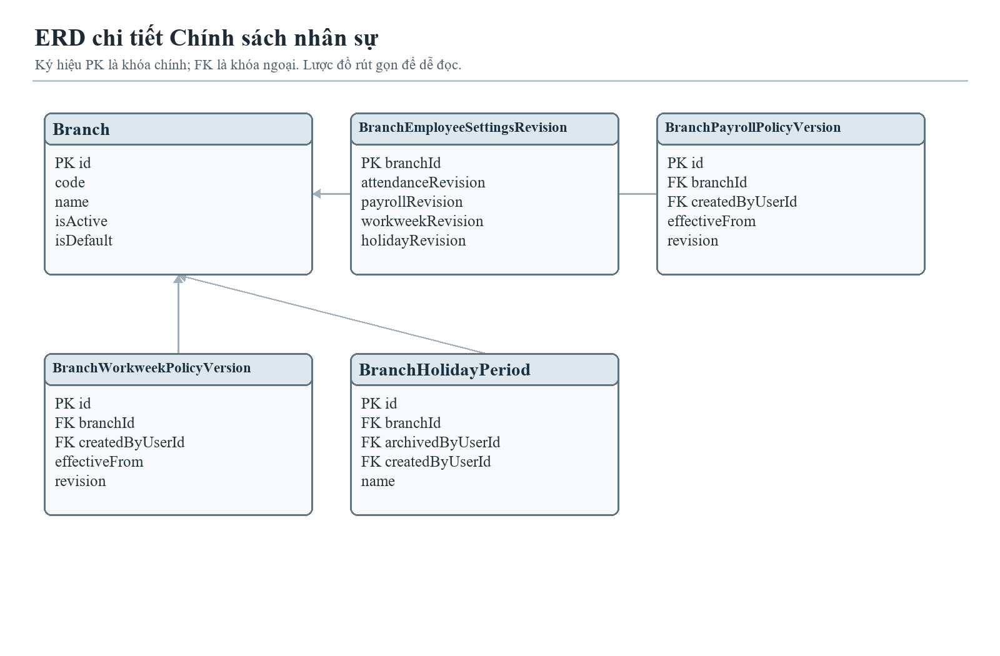 ERD chi tiết Chính sách nhân sự
Ký hiệu PK là khóa chính; FK là khóa ngoại. Lược đồ rút gọn để dễ đọc.
Branch
PK id
code
name
isActive
isDefault
BranchEmployeeSettingsRevision
PK branchId
attendanceRevision
payrollRevision
workweekRevision
holidayRevision
BranchPayrollPolicyVersion
PK id
FK branchId
FK createdByUserId
effectiveFrom
revision
BranchWorkweekPolicyVersion
PK id
FK branchId
FK createdByUserId
effectiveFrom
revision
BranchHolidayPeriod
PK id
FK branchId
FK archivedByUserId
FK createdByUserId
name